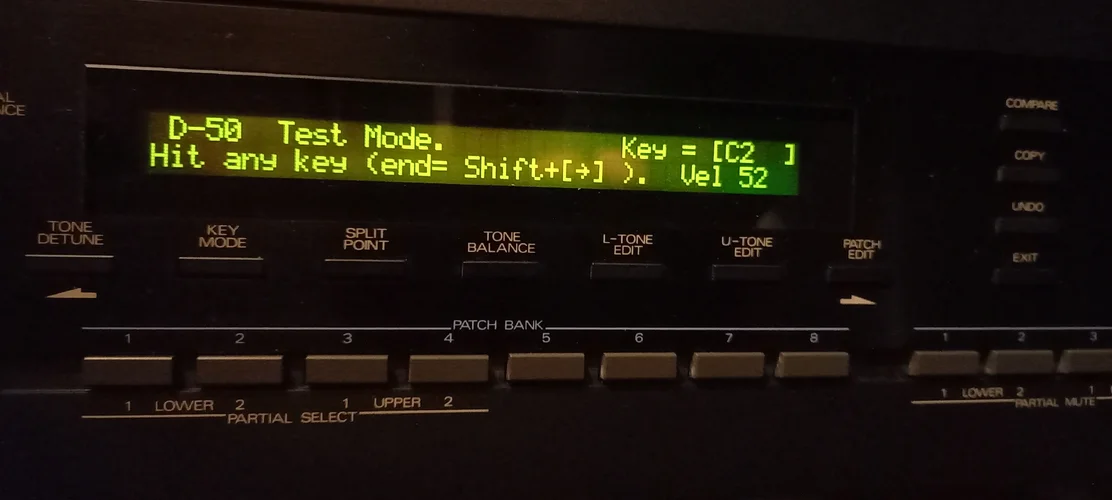 COMPARE
D-50 Test Mode. Key = [C2 ]
Hit any key (end= Shift+[→] ). Vel 52
COPY
UNDO
EXIT
TONE DETUNE
KEY MODE
SPLIT POINT
TONE BALANCE
L-TONE EDIT
U-TONE EDIT
PATCH EDIT
PATCH BANK
1 2 3 4 5 6 7 8
1 2 3
1 LOWER 2 1 UPPER 2
PARTIAL SELECT
1 LOWER 2 1
PARTIAL MUTE